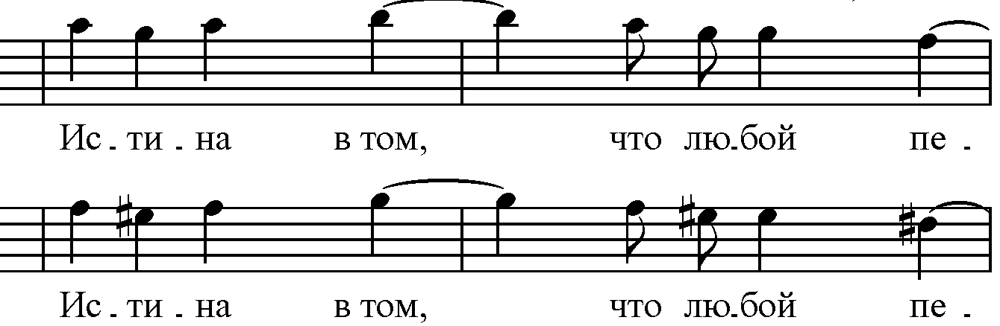 Ис - ти - на в том, что лю-бой пе -
Ис - ти - на в том, что лю-бой пе -